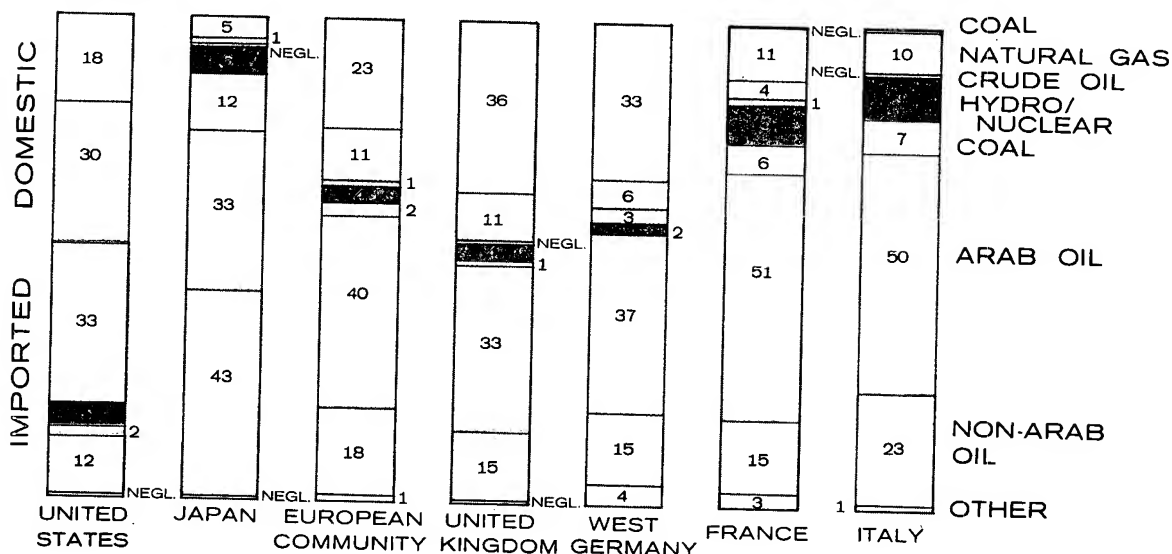 DOMESTIC
IMPORTED
18
30
33
2
12
NEGL.
UNITED
STATES
5
1
NEGL.
12
33
43
NEGL.
JAPAN
23
11
1
2
40
18
1
EUROPEAN
COMMUNITY
36
11
NEGL.
1
33
15
NEGL.
UNITED
KINGDOM
33
6
3
2
37
15
4
WEST
GERMANY
11
4
1
6
51
15
3
FRANCE
NEGL.
10
NEGL.
7
50
23
1
ITALY
COAL
NATURAL GAS
CRUDE OIL
HYDRO/
NUCLEAR
COAL
ARAB OIL
NON-ARAB
OIL
OTHER